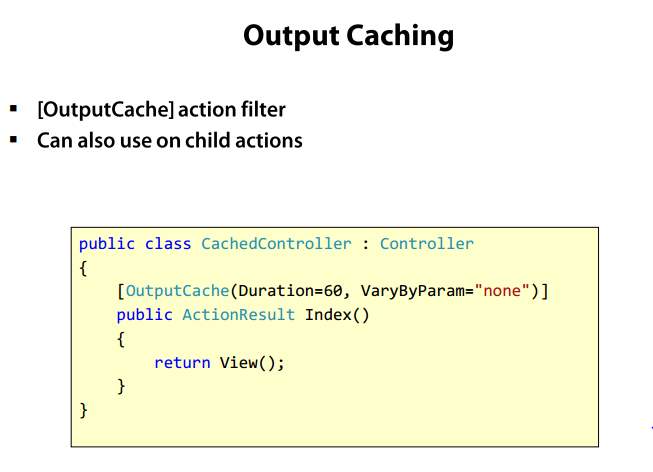 Output Caching
▪ [OutputCache] action filter
▪ Can also use on child actions
public class CachedController : Controller
{
    [OutputCache(Duration=60, VaryByParam="none")]
    public ActionResult Index()
    {
        return View();
    }
}